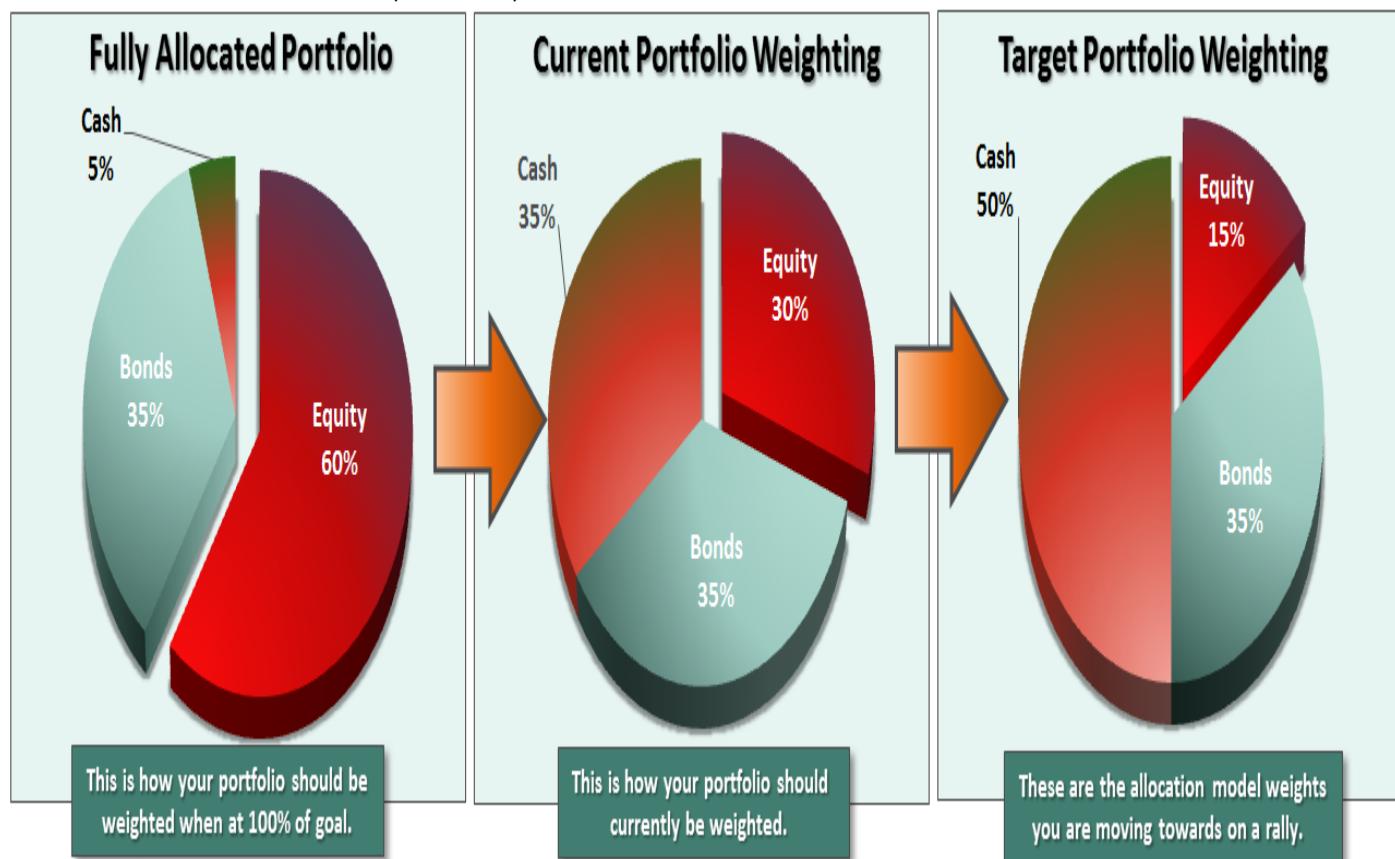 Fully Allocated Portfolio
Cash
5%
Bonds
35%
Equity
60%
This is how your portfolio should be
weighted when at 100% of goal.
Current Portfolio Weighting
Cash
35%
Equity
30%
Bonds
35%
This is how your portfolio should
currently be weighted.
Target Portfolio Weighting
Cash
50%
Equity
15%
Bonds
35%
These are the allocation model weights
you are moving towards on a rally.